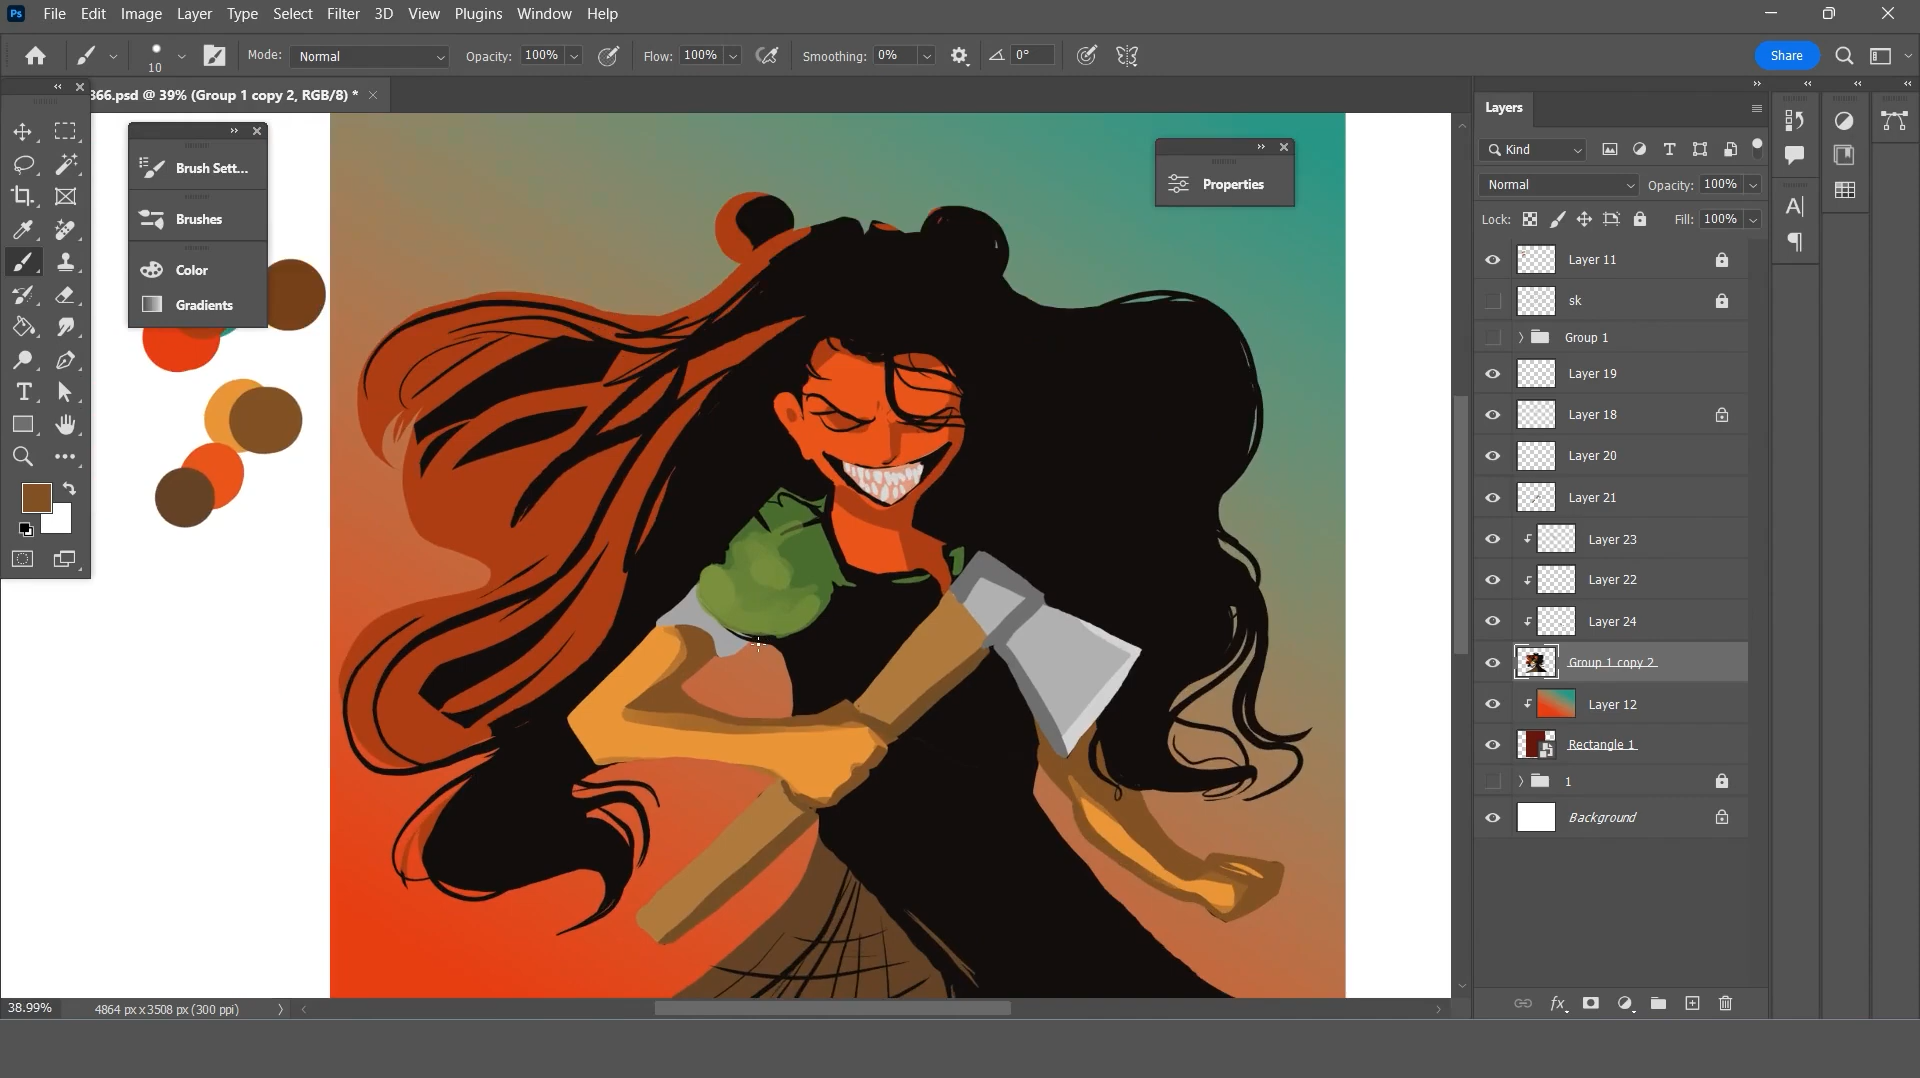 Ps File Edit Image Layer Type Select Filter 3D View Plugins Window Help
10 Mode: Normal Opacity: 100% Flow: 100% Smoothing: 0% 0° Share
366.psd @ 39% (Group 1 copy 2, RGB/8) *
Brush Sett...
Brushes
Color
Gradients
Properties
Layers
Kind
Normal Opacity: 100%
Lock: Fill: 100%
Layer 11
sk
Group 1
Layer 19
Layer 18
Layer 20
Layer 21
Layer 23
Layer 22
Layer 24
Group 1 copy 2
Layer 12
Rectangle 1
1
Background
fx
38.99% 4864 px x 3508 px (300 ppi)